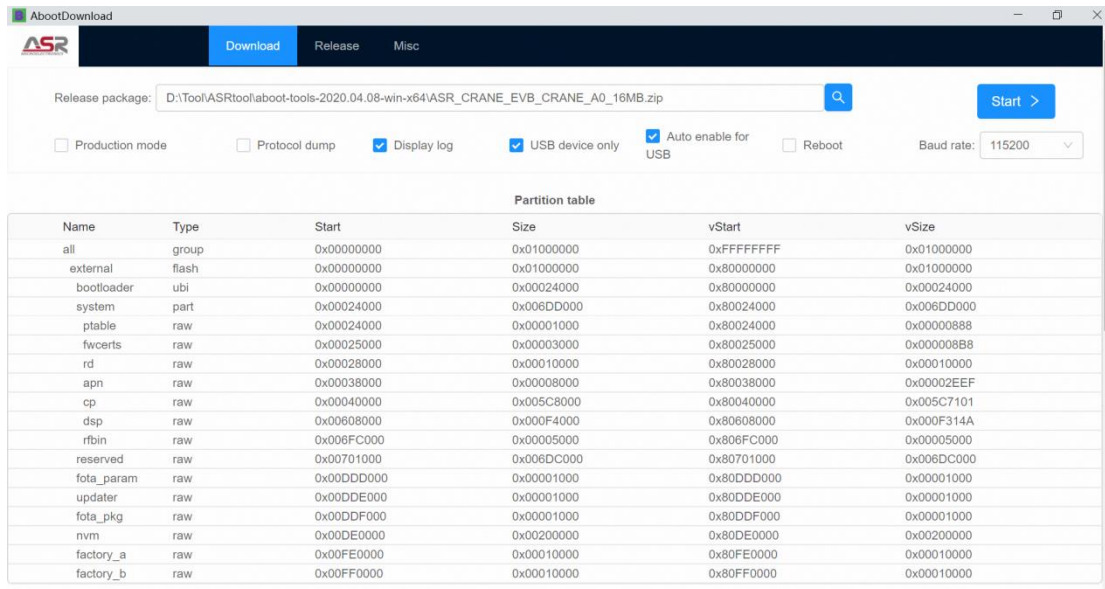 AbootDownload
ASR
Download Release Misc
Release package: D:\Tool\ASRtool\aboot-tools-2020.04.08-win-x64\ASR_CRANE_EVB_CRANE_A0_16MB.zip
Start >
Production mode Protocol dump Display log USB device only Auto enable for USB Reboot Baud rate: 115200
Partition table
Name Type Start Size vStart vSize
all group 0x00000000 0x01000000 0xFFFFFFFF 0x01000000
external flash 0x00000000 0x01000000 0x80000000 0x01000000
bootloader ubi 0x00000000 0x00024000 0x80000000 0x00024000
system part 0x00024000 0x006DD000 0x80024000 0x006DD000
ptable raw 0x00024000 0x00001000 0x80024000 0x00000888
fwcerts raw 0x00025000 0x00003000 0x80025000 0x000008B8
rd raw 0x00028000 0x00010000 0x80028000 0x00010000
apn raw 0x00038000 0x00008000 0x80038000 0x00002EEF
cp raw 0x00040000 0x005C8000 0x80040000 0x005C7101
dsp raw 0x00608000 0x000F4000 0x80608000 0x000F314A
rfbin raw 0x006FC000 0x00005000 0x806FC000 0x00005000
reserved raw 0x00701000 0x006DC000 0x80701000 0x006DC000
fota_param raw 0x00DDD000 0x00001000 0x80DDD000 0x00001000
updater raw 0x00DDE000 0x00001000 0x80DDE000 0x00001000
fota_pkg raw 0x00DDF000 0x00001000 0x80DDF000 0x00001000
nvm raw 0x00DE0000 0x00200000 0x80DE0000 0x00200000
factory_a raw 0x00FE0000 0x00010000 0x80FE0000 0x00010000
factory_b raw 0x00FF0000 0x00010000 0x80FF0000 0x00010000